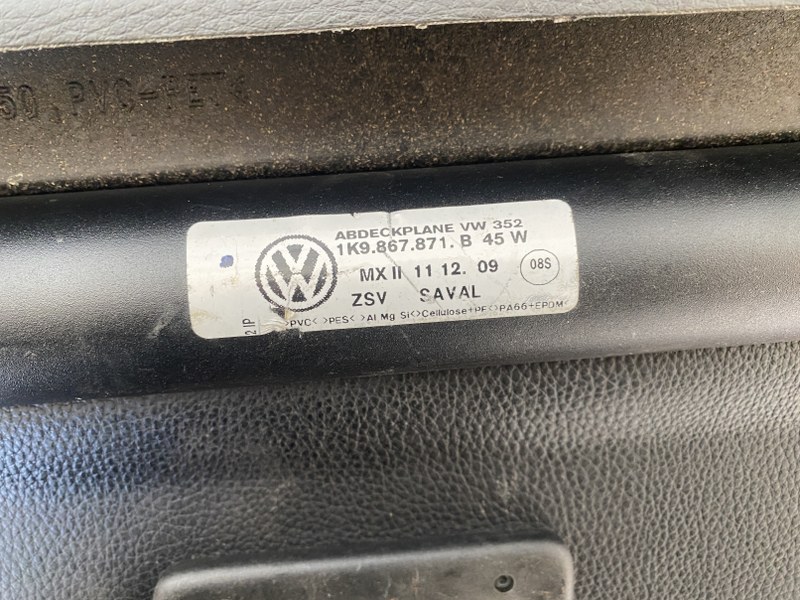 50 PVC-PET<
ABDECKPLANE VW 352
1K9.867.871. B 45 W
MX II 11 12. 09
08S
ZSV SAVAL
>PVC< >PES< >Al Mg Si<>Cellulose+PF<>PA66+EPDM<